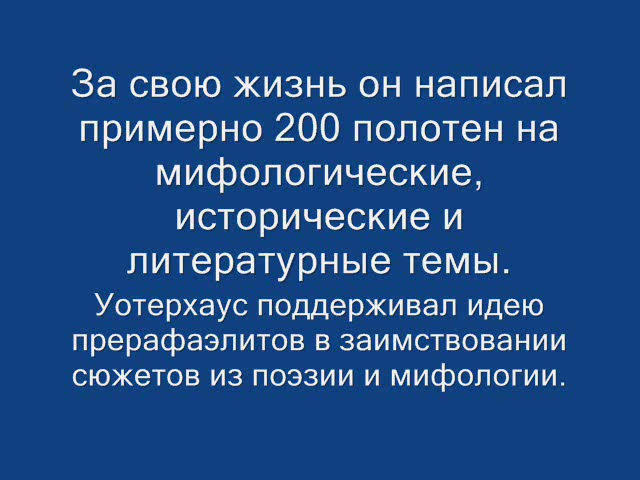 За свою жизнь он написал
примерно 200 полотен на
мифологические,
исторические и
литературные темы.
Уотерхаус поддерживал идею
прерафаэлитов в заимствовании
сюжетов из поэзии и мифологии.